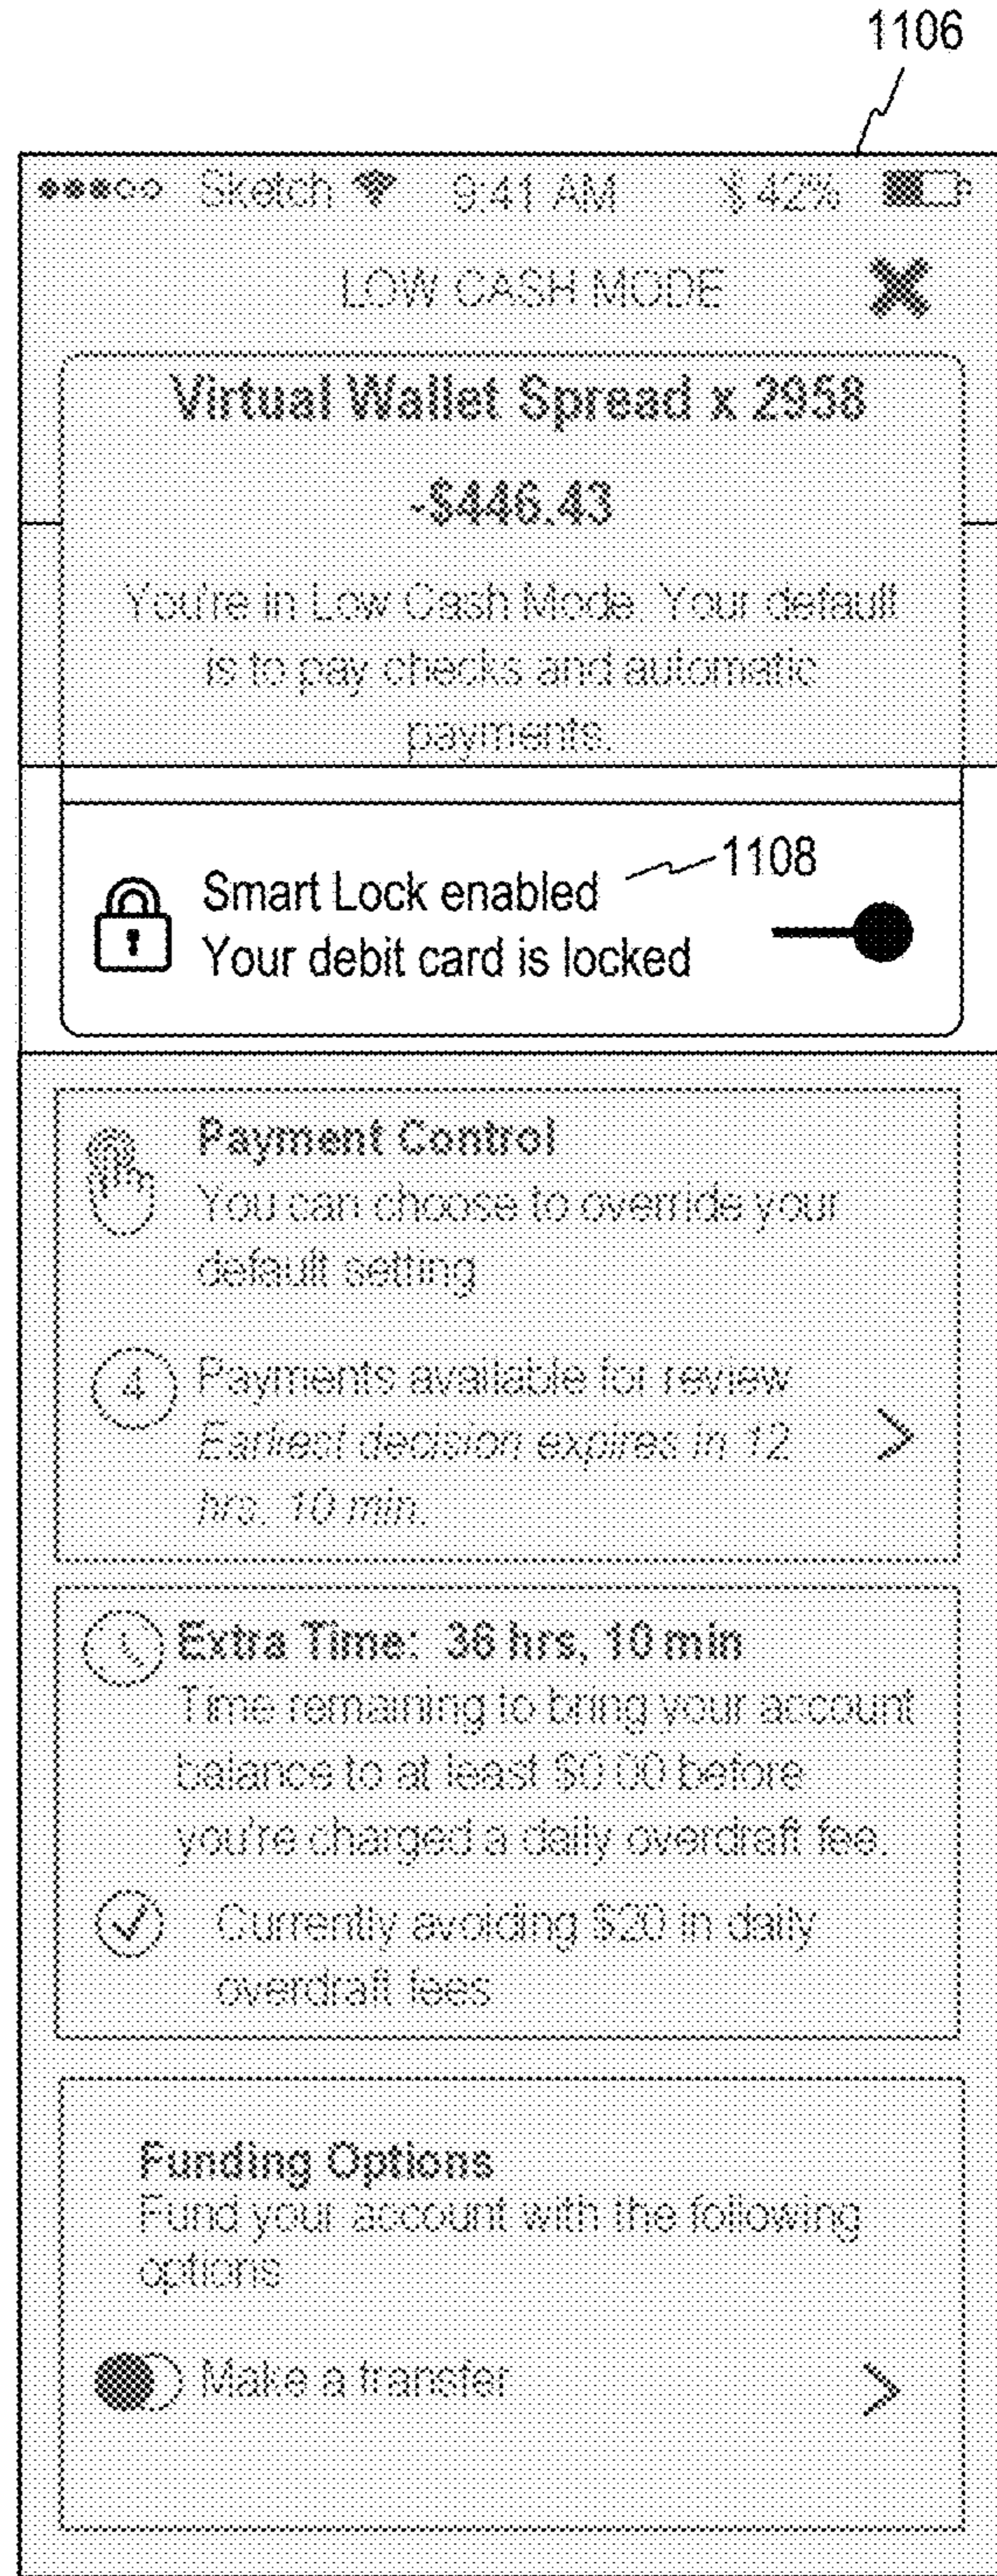 1106
Sketch 9:41 AM 42%
LOW CASH MODE
Virtual Wallet Spread x 2958
-$446.43
You're in Low Cash Mode. Your default
is to pay checks and automatic
payments.
1108
Smart Lock enabled
Your debit card is locked
Payment Control
You can choose to override your
default setting
4 Payments available for review
Earliest decision expires in 12
hrs. 10 min.
Extra Time: 36 hrs, 10 min
Time remaining to bring your account
balance to at least $0.00 before
you're charged a daily overdraft fee.
Currently avoiding $20 in daily
overdraft fees
Funding Options
Fund your account with the following
options
Make a transfer